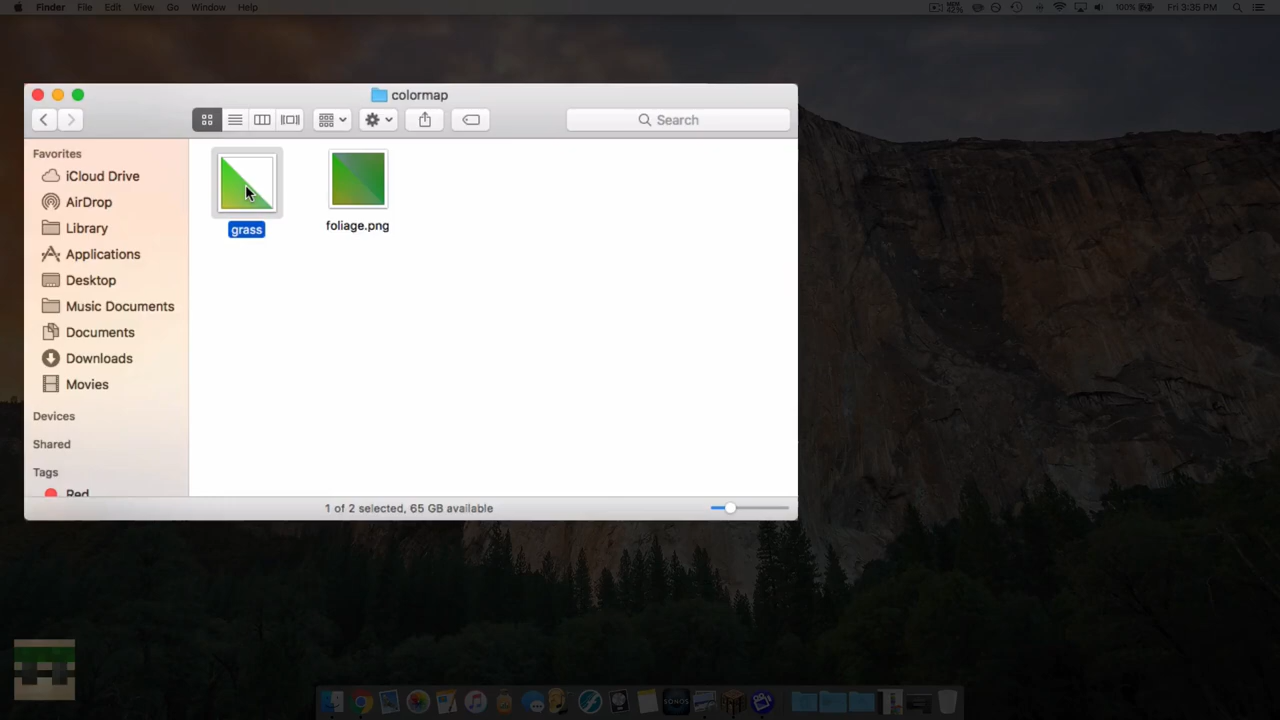 Finder File Edit View Go Window Help
100% Fri 3:35 PM
colormap
Search
Favorites
iCloud Drive
AirDrop
Library
Applications
Desktop
Music Documents
Documents
Downloads
Movies
Devices
Shared
Tags
Red
grass
foliage.png
1 of 2 selected, 65 GB available
SONOS